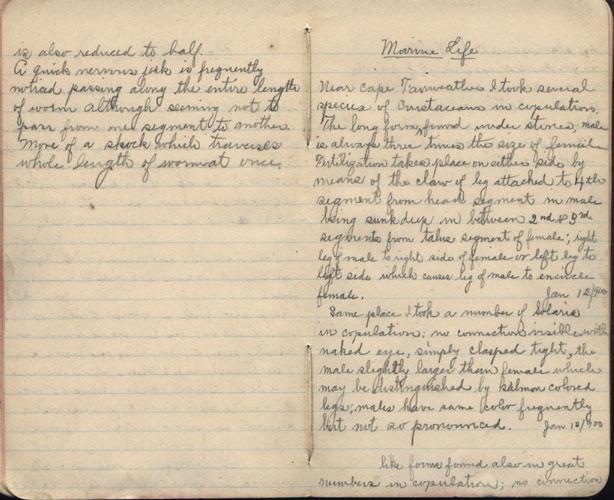 is also reduced to half.
A quick nervous jerk is frequently
noticed passing along the entire length
of worm although seeming not to
pass from one segment to another
More of a shock which traverses
whole length of worm at once
Marine Life
Near Cape I took several
species of Crustaceans in copulation,
The long form, found under stones, male
is always three times the size of female
Fertilization takes place on either side by
means of the claw of leg attached to 4th
segment from head segment in male
being sunk deep in between 2nd & 3rd
segments from segment of female; right
leg of male to right side of female or left leg to
left side which causes leg of male to encircle
female. Jan 12/900
Same place I took a number of
in copulation; no connection visible with
naked eye, simply clasped tight, the
male slightly larger than female which
may be distinguished by salmon colored
legs; males have same color frequently
but not so pronounced. Jan 12/900
like forms found also in great
numbers in copulation; no connection